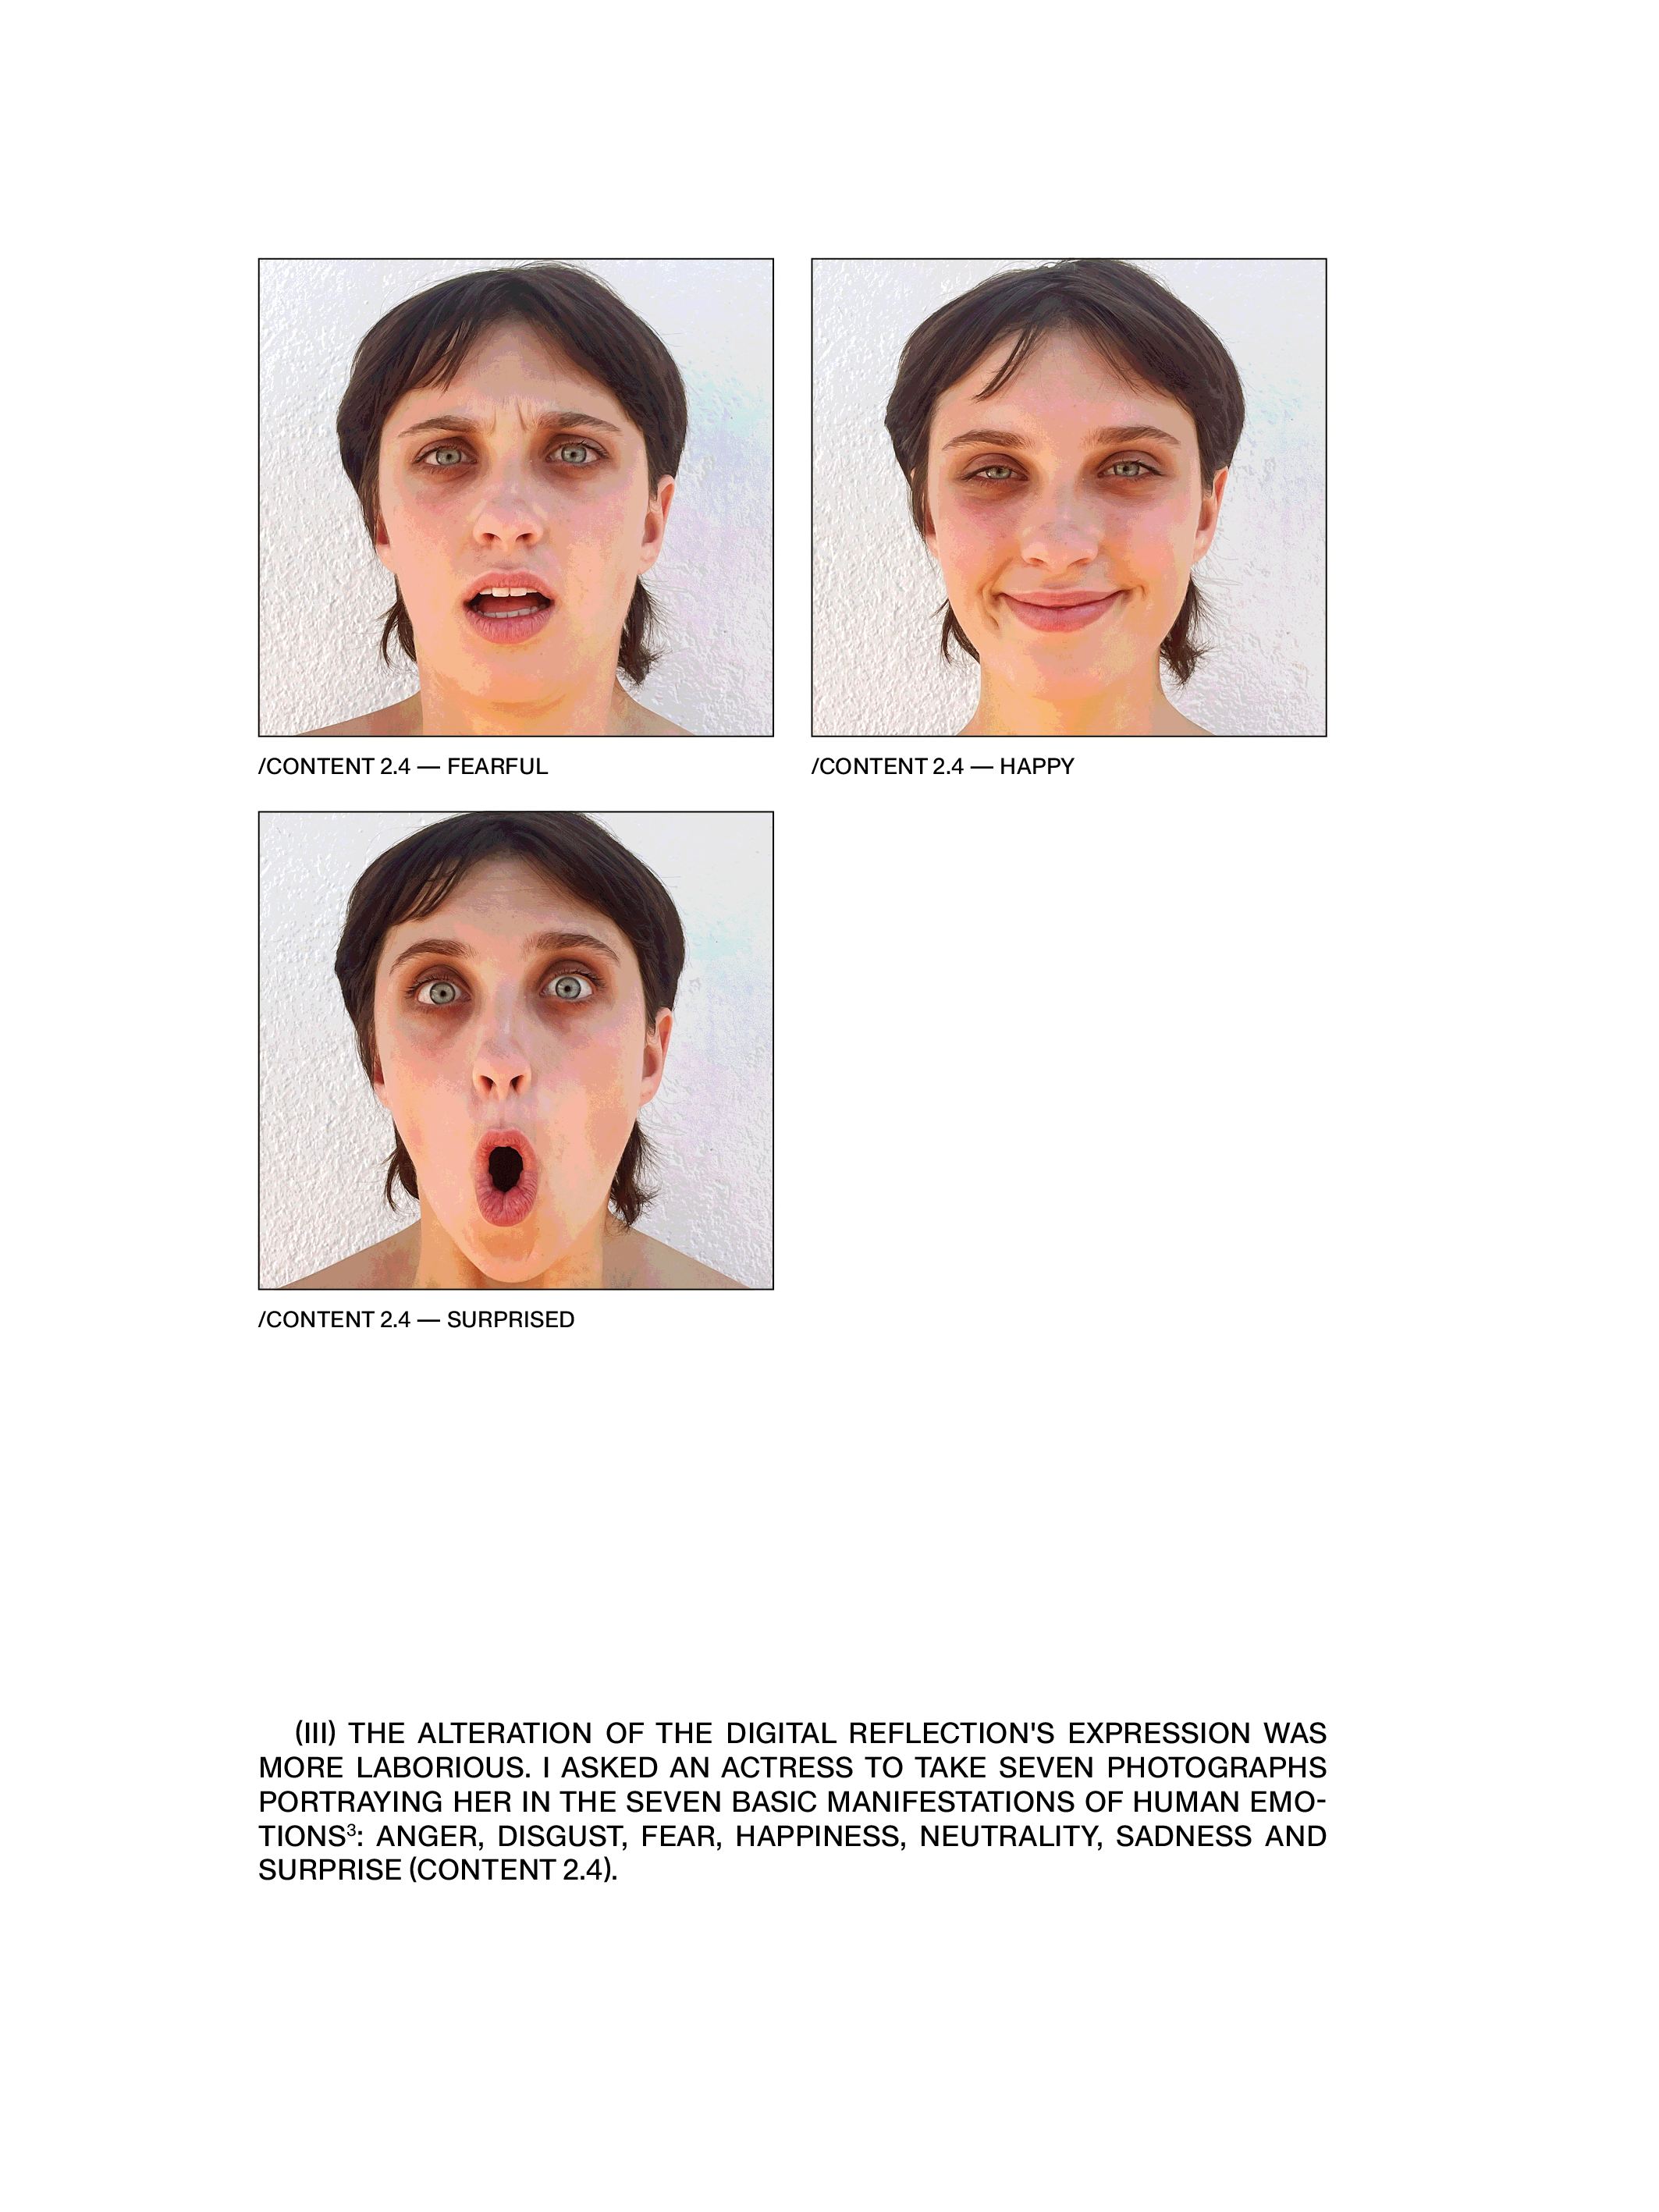 /CONTENT 2.4 — FEARFUL
/CONTENT 2.4 — HAPPY
/CONTENT 2.4 — SURPRISED
(III) THE ALTERATION OF THE DIGITAL REFLECTION'S EXPRESSION WAS
MORE LABORIOUS. I ASKED AN ACTRESS TO TAKE SEVEN PHOTOGRAPHS
PORTRAYING HER IN THE SEVEN BASIC MANIFESTATIONS OF HUMAN EMO-
TIONS³: ANGER, DISGUST, FEAR, HAPPINESS, NEUTRALITY, SADNESS AND
SURPRISE (CONTENT 2.4).